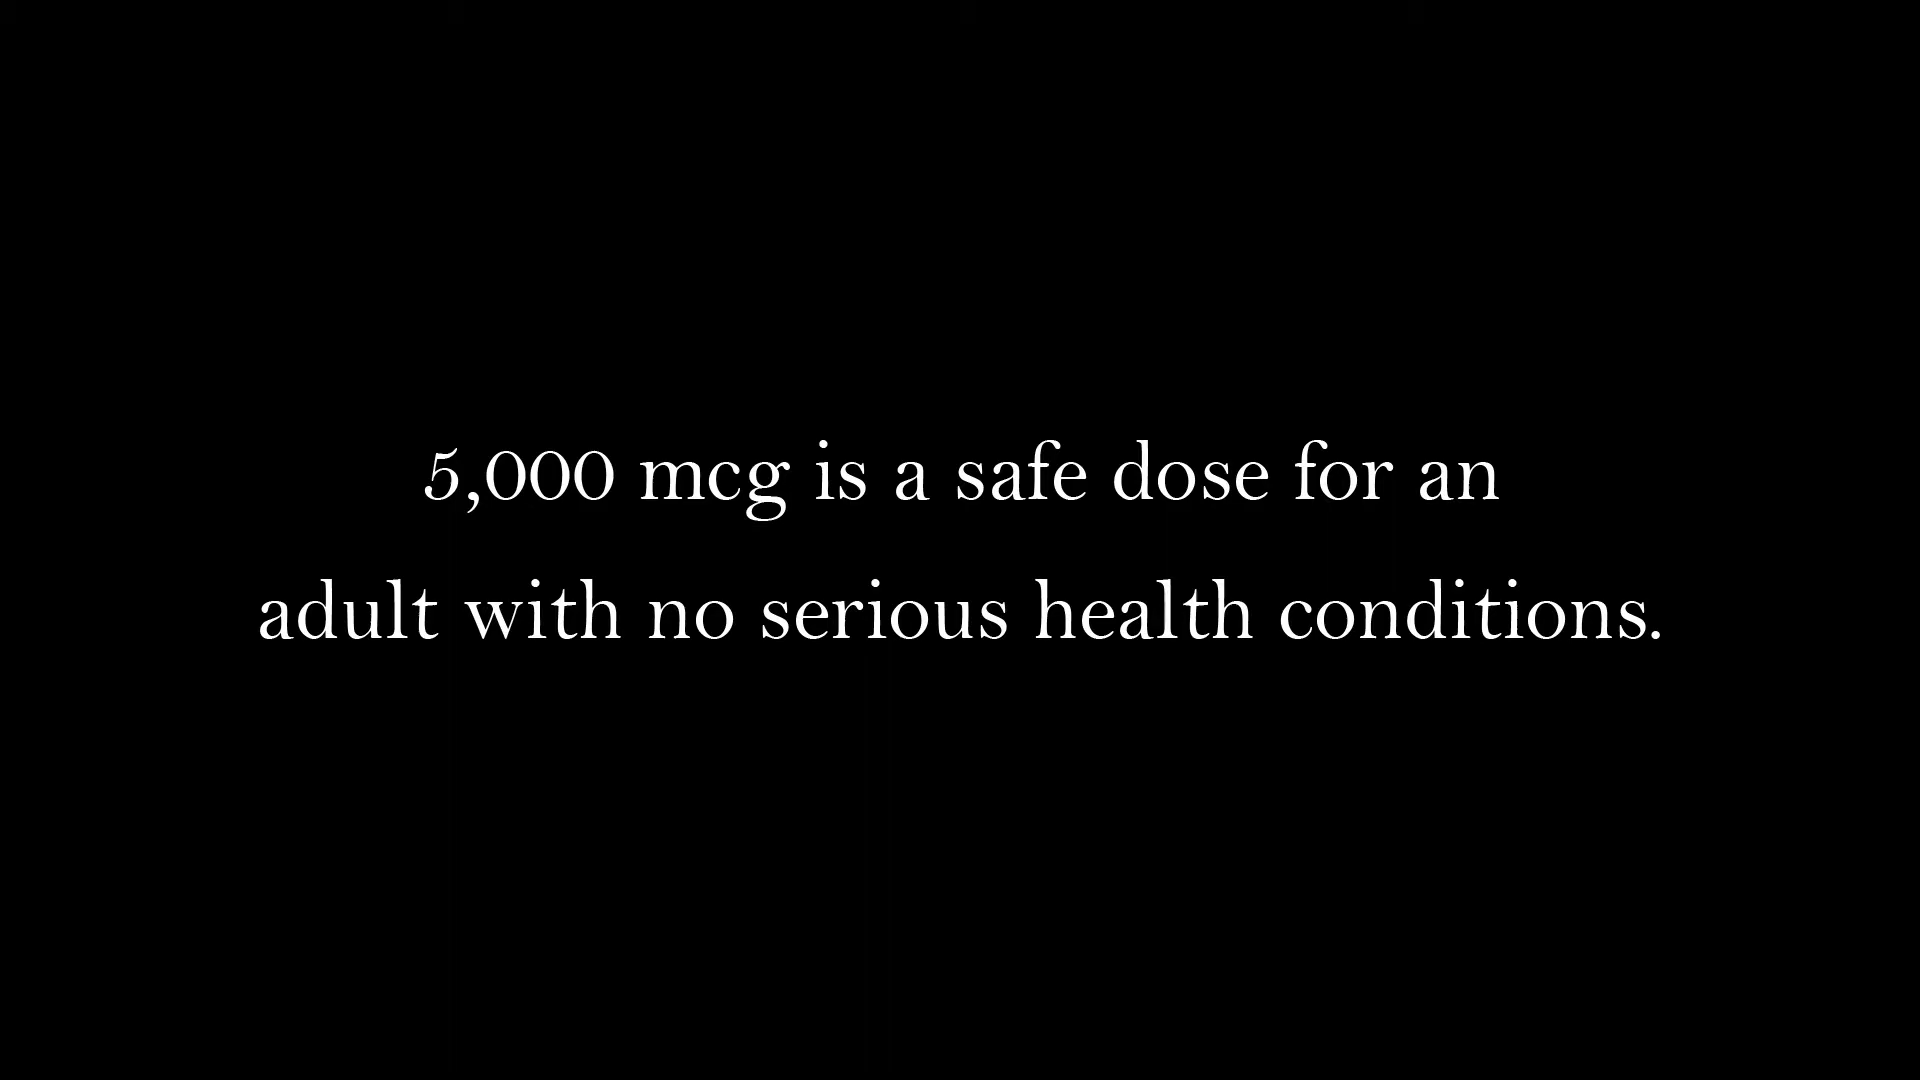 5,000 mcg is a safe dose for an
adult with no serious health conditions.